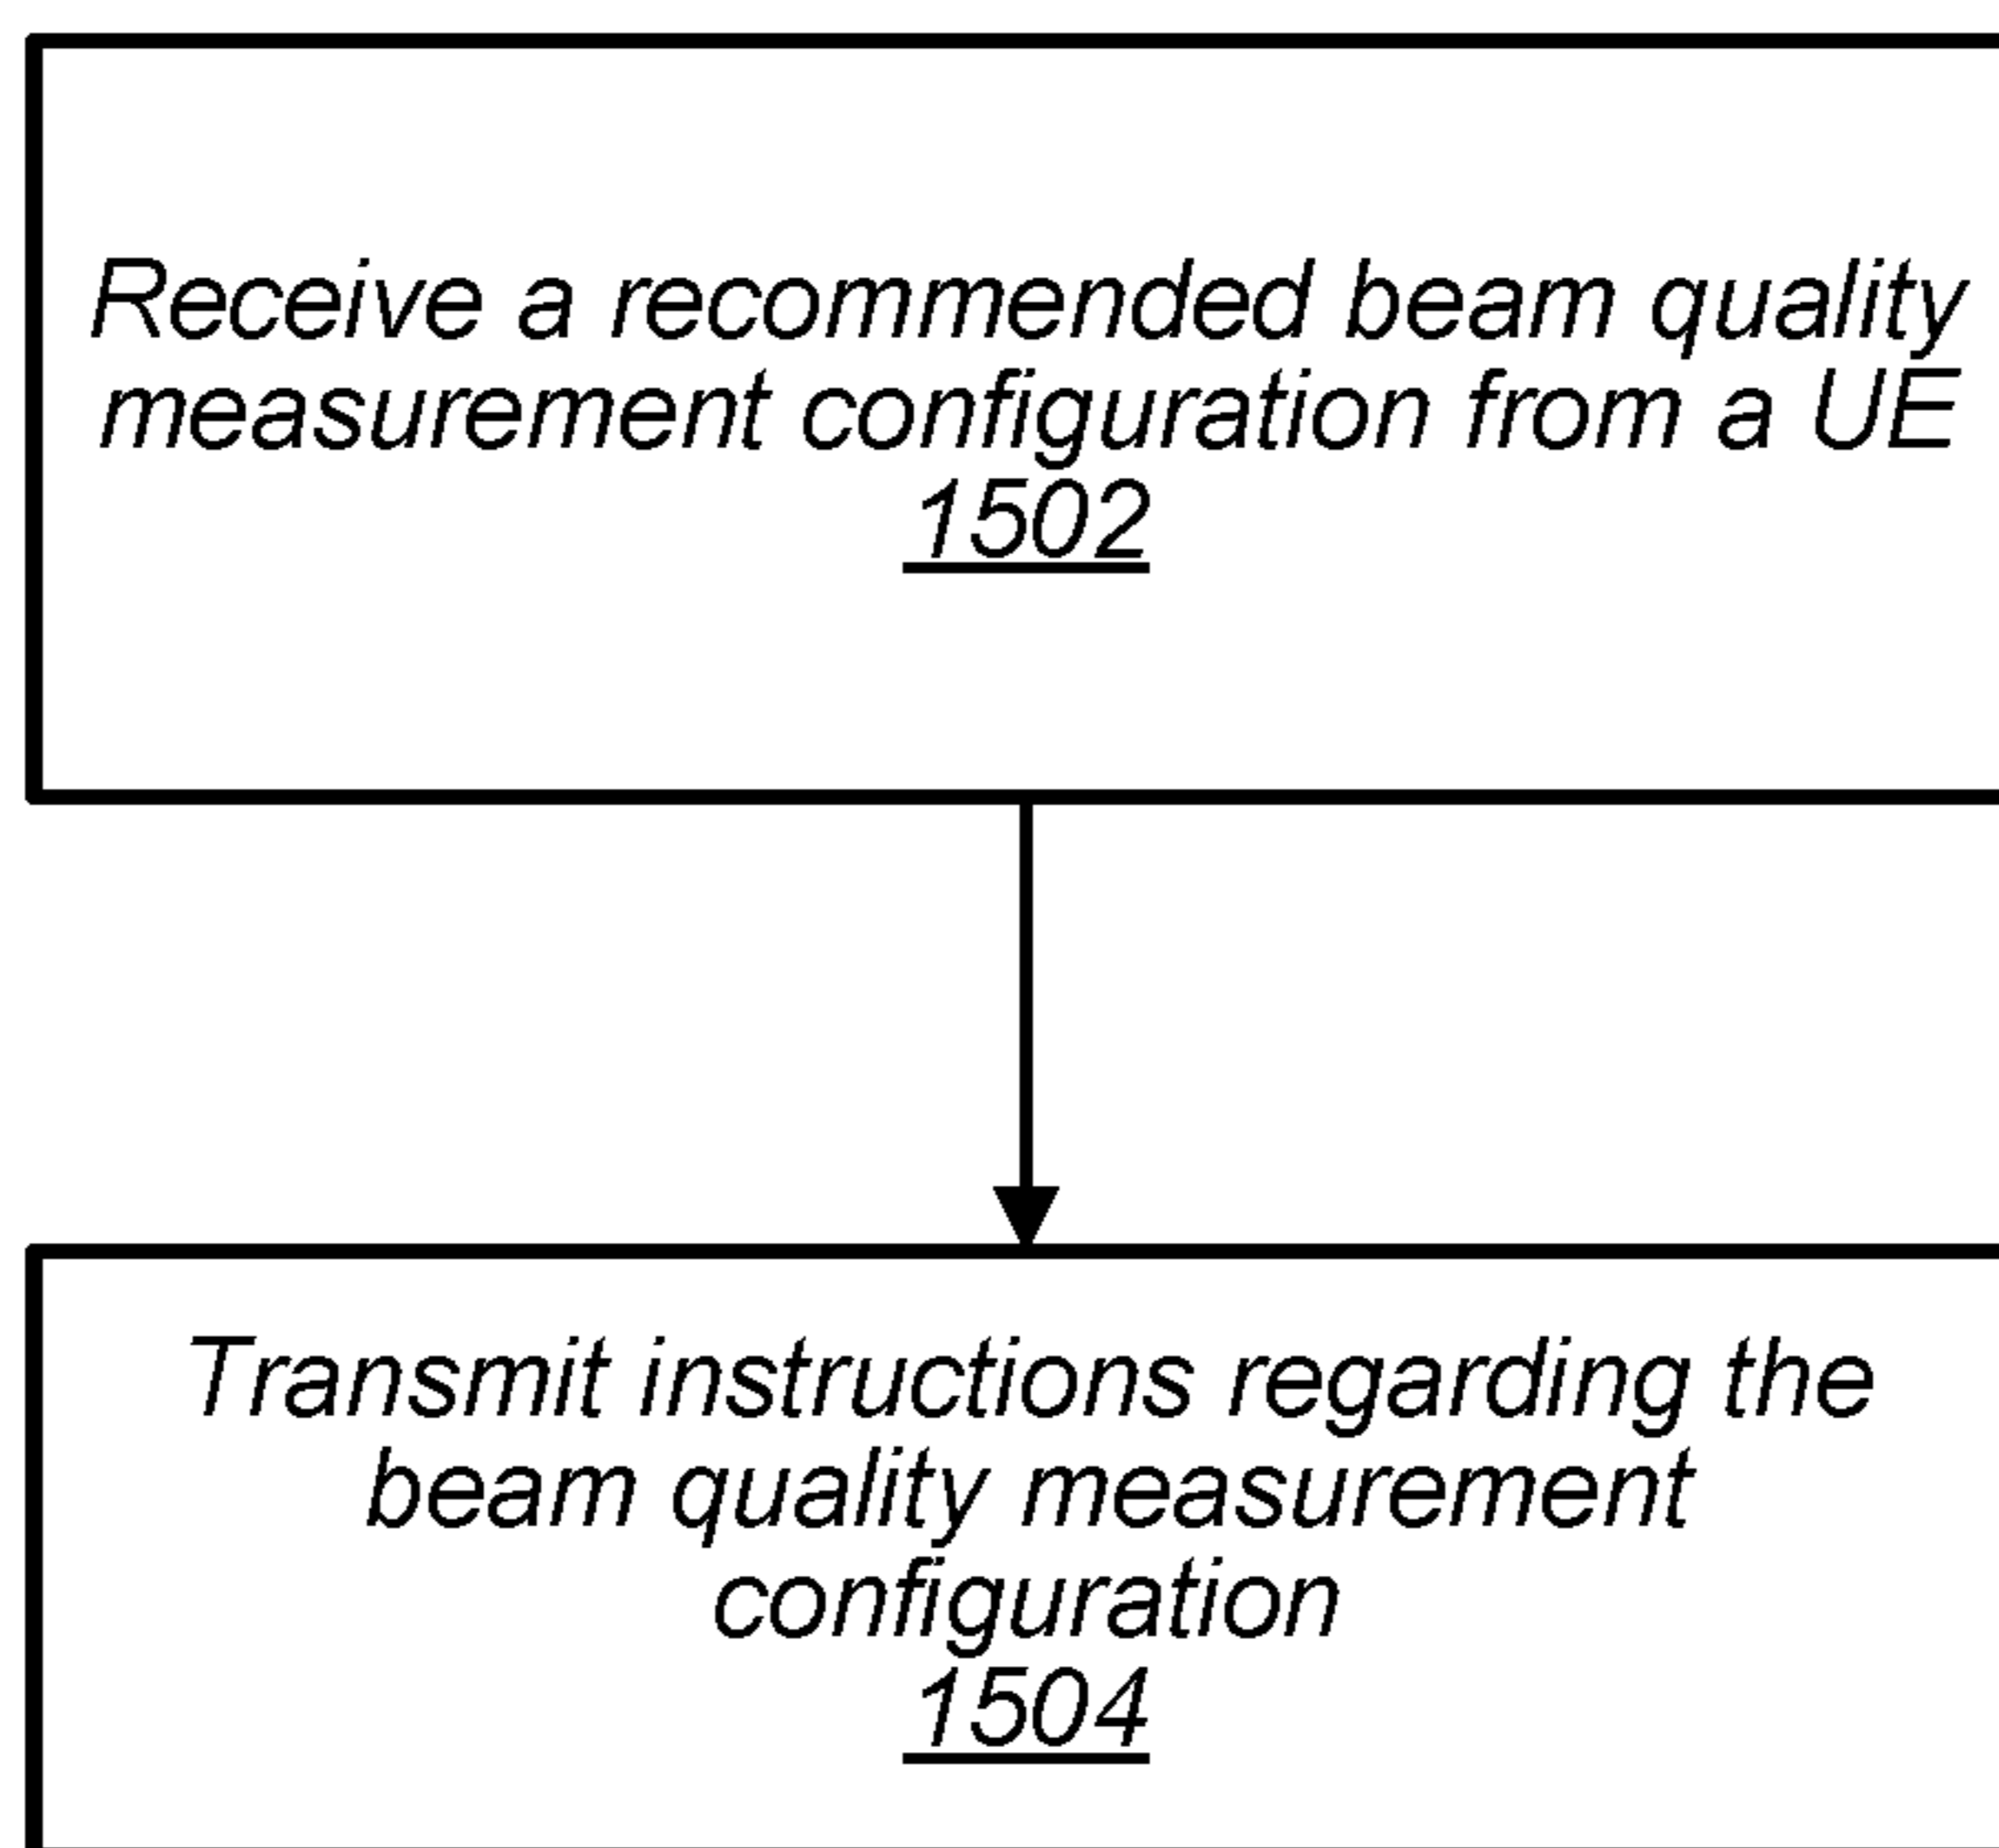 Receive a recommended beam quality
measurement configuration from a UE
1502
Transmit instructions regarding the
beam quality measurement
configuration
1504